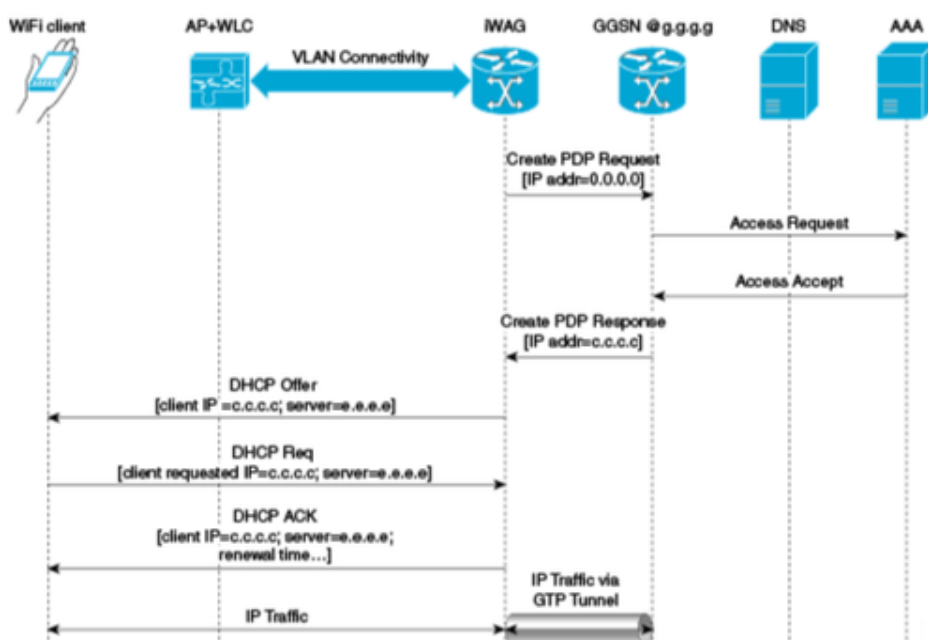 WiFi client
AP+WLC
iWAG
GGSN @g.g.g.g
DNS
AAA
VLAN Connectivity
Create PDP Request
[IP addr=0.0.0.0]
Access Request
Access Accept
Create PDP Response
[IP addr=c.c.c.c]
DHCP Offer
[client IP =c.c.c.c; server=e.e.e.e]
DHCP Req
[client requested IP=c.c.c.c; server=e.e.e.e]
DHCP ACK
[client IP=c.c.c.c; server=e.e.e.e;
renewal time...]
IP Traffic via
GTP Tunnel
IP Traffic